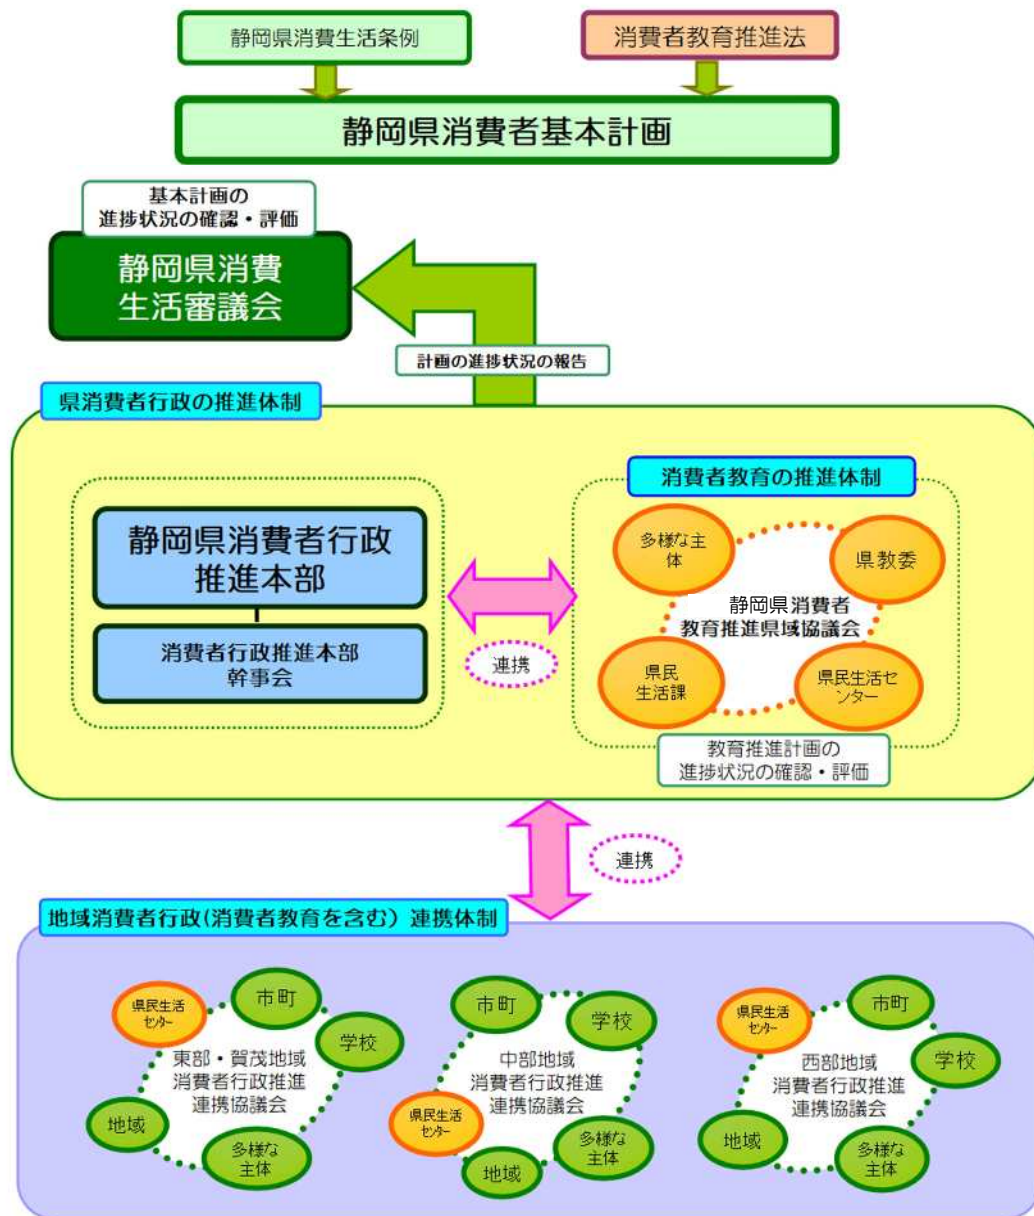 静岡県消費生活条例
消費者教育推進法
静岡県消費者基本計画
基本計画の
進捗状況の確認・評価
静岡県消費
生活審議会
計画の進捗状況の報告
県消費者行政の推進体制
静岡県消費者行政
推進本部
消費者行政推進本部
幹事会
連携
消費者教育の推進体制
多様な主
体
県教委
静岡県消費者
教育推進県域協議会
県民
生活課
県民生活セ
ンター
教育推進計画の
進捗状況の確認・評価
連携
地域消費者行政(消費者教育を含む）連携体制
県民生活
センター
市町
学校
東部・賀茂地域
消費者行政推進
連携協議会
地域
多様な
主体
市町
学校
中部地域
消費者行政推進
連携協議会
県民生活
センター
地域
多様な
主体
県民生活
センター
市町
学校
西部地域
消費者行政推進
連携協議会
地域
多様な
主体